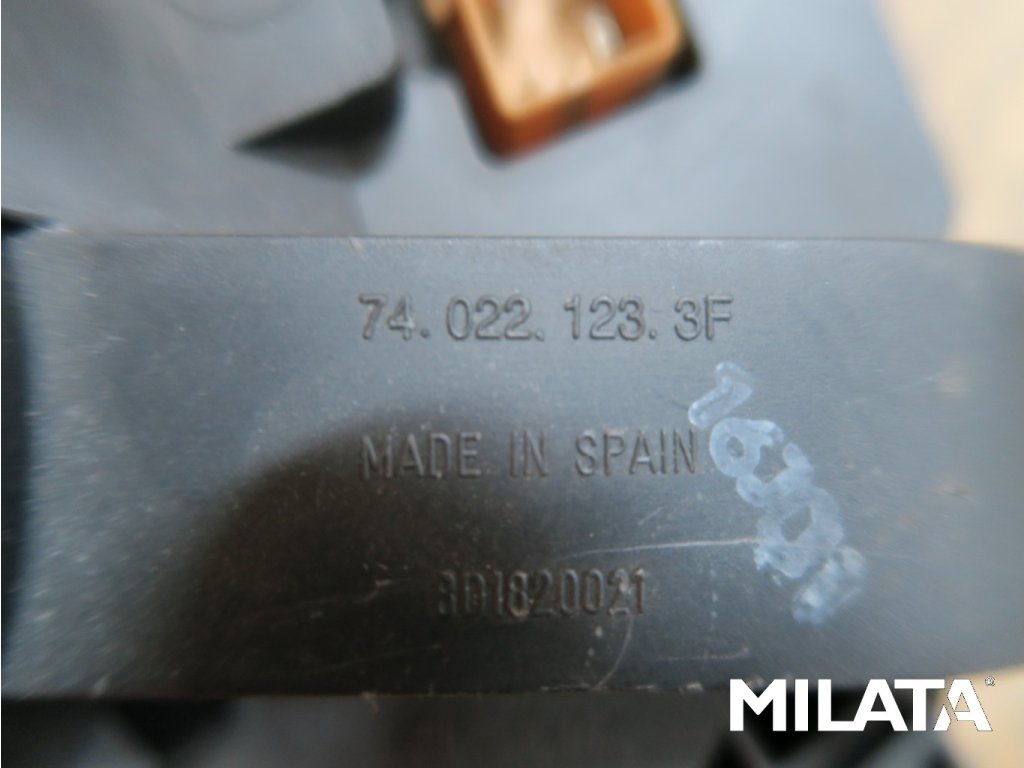 74.022.123.3F
MADE IN SPAIN
3D1820021
MILATA®